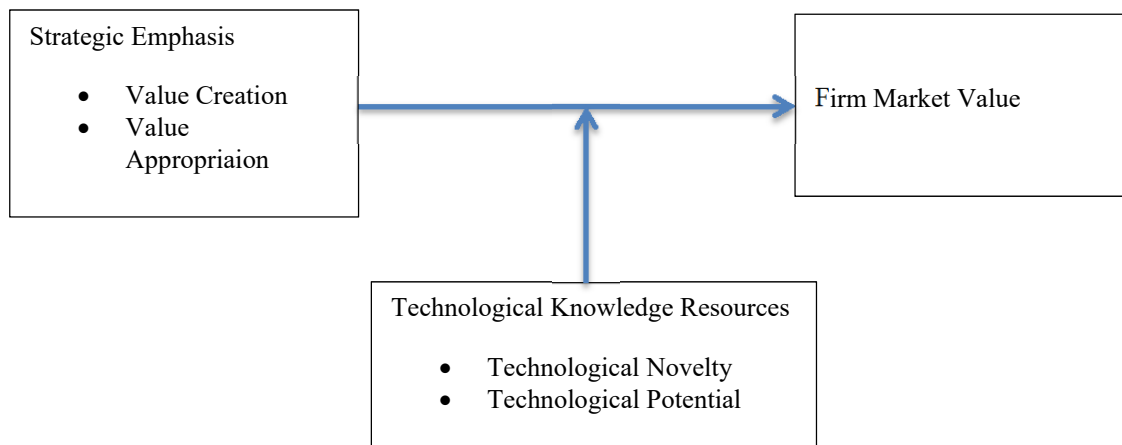 Strategic Emphasis
• Value Creation
• Value
Appropriaion
Firm Market Value
Technological Knowledge Resources
• Technological Novelty
• Technological Potential